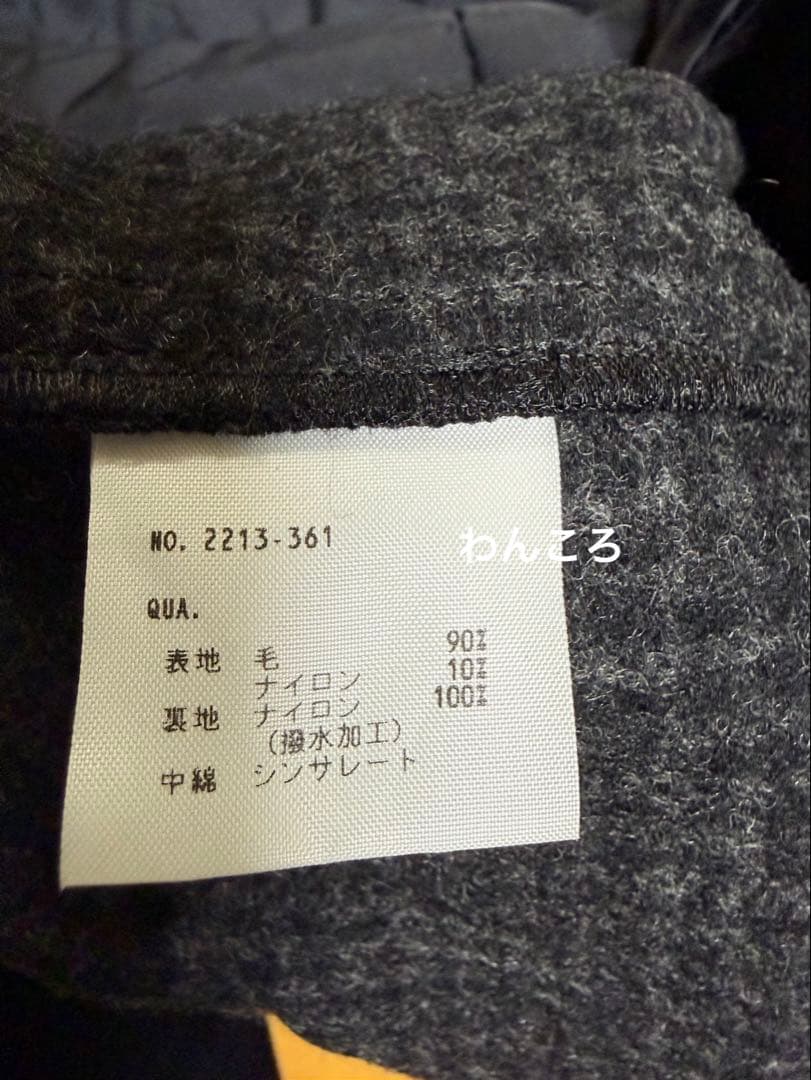 NO. 2213-361
わんころ
QUA.
表地 毛 90%
ナイロン 10%
裏地 ナイロン 100%
(撥水加工)
中綿 シンサレート